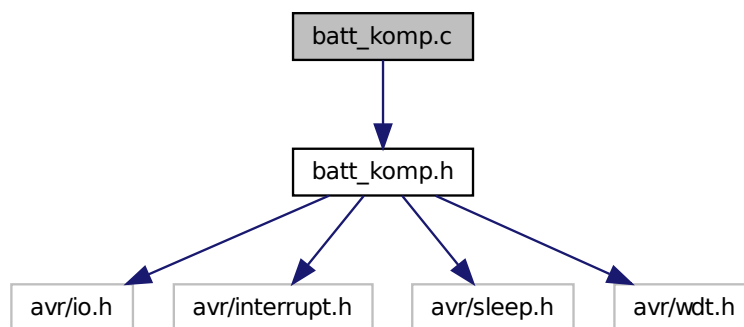 batt_komp.c
batt_komp.h
avr/io.h
avr/interrupt.h
avr/sleep.h
avr/wdt.h